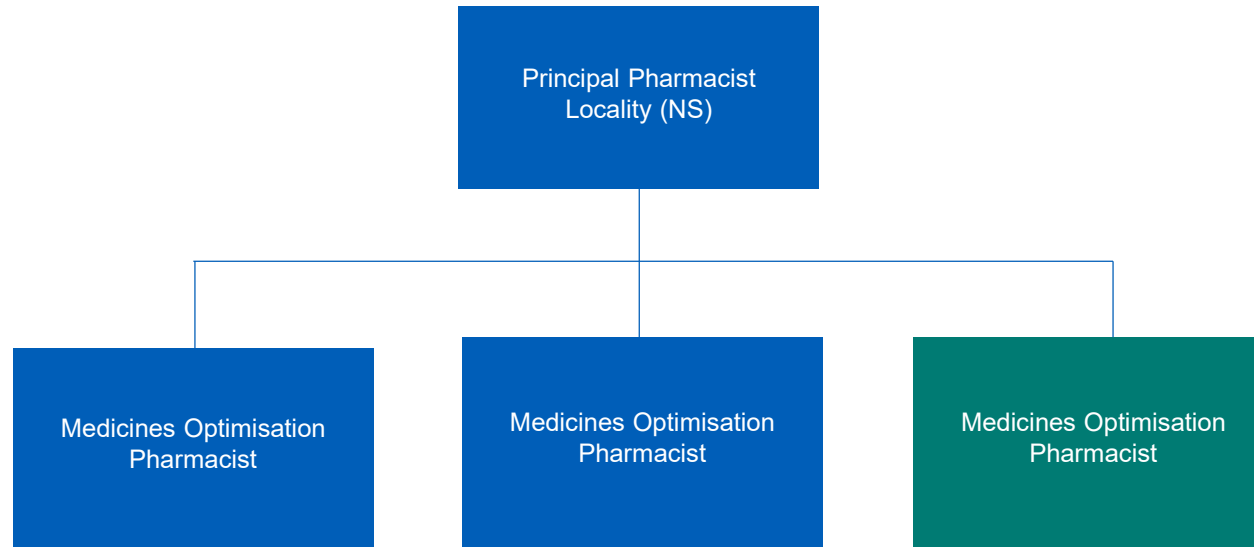 Principal Pharmacist
Locality (NS)
Medicines Optimisation
Pharmacist
Medicines Optimisation
Pharmacist
Medicines Optimisation
Pharmacist